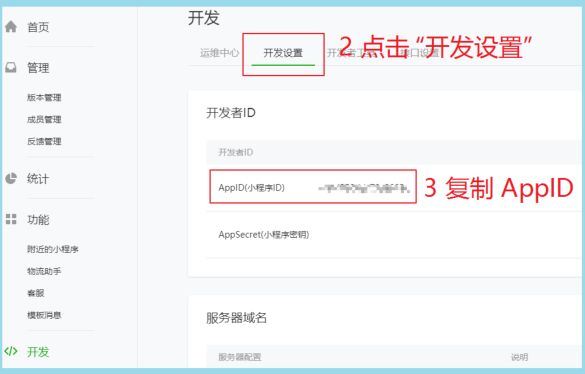 首页
管理
版本管理
成员管理
反馈管理
统计
功能
附近的小程序
物流助手
客服
模板消息
开发
开发
运维中心 开发设置 开发者工具 接口设置
2 点击“开发设置”
开发者ID
开发者ID
AppID(小程序ID)
3 复制 AppID
AppSecret(小程序密钥)
服务器域名
服务器配置 说明